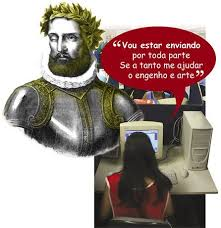 “Vou estar enviando
por toda parte
Se a tanto me ajudar
o engenho e arte”